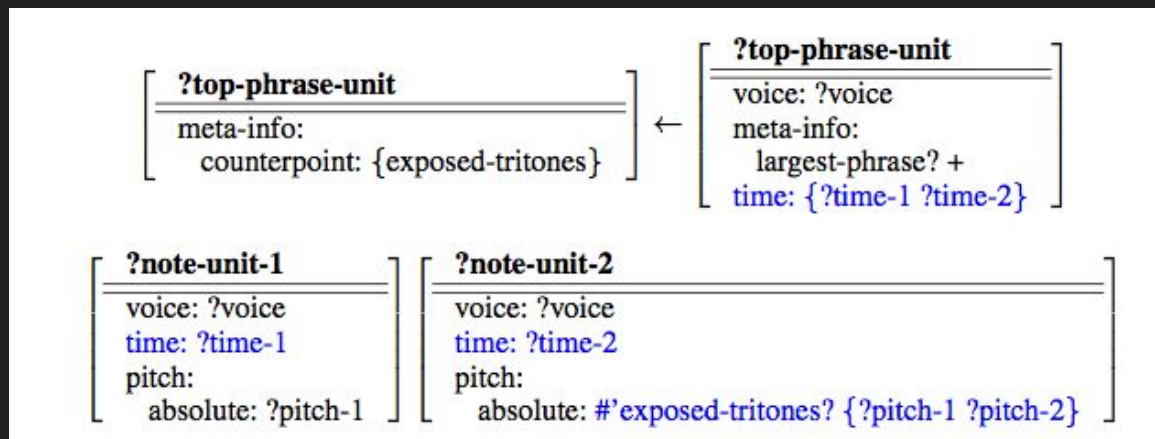 ?top-phrase-unit
meta-info:
counterpoint: {exposed-tritones}
←
?top-phrase-unit
voice: ?voice
meta-info:
largest-phrase? +
time: {?time-1 ?time-2}
?note-unit-1
voice: ?voice
time: ?time-1
pitch:
absolute: ?pitch-1
?note-unit-2
voice: ?voice
time: ?time-2
pitch:
absolute: #’exposed-tritones? {?pitch-1 ?pitch-2}